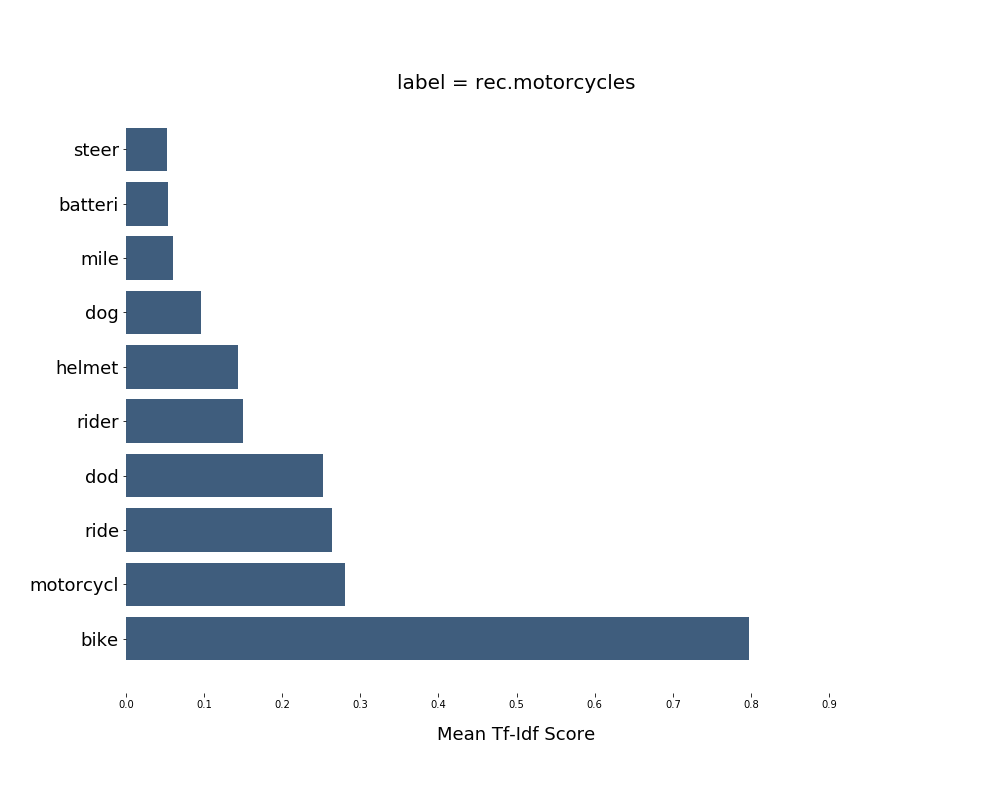 label = rec.motorcycles
steer
batteri
mile
dog
helmet
rider
dod
ride
motorcycl
bike
0.0 0.1 0.2 0.3 0.4 0.5 0.6 0.7 0.8 0.9
Mean Tf-Idf Score